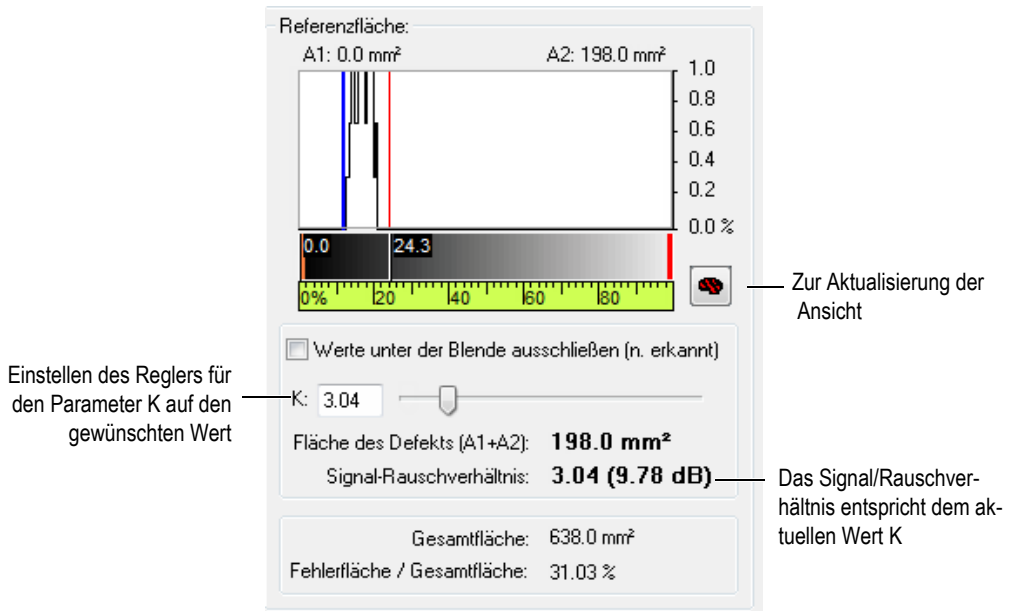 Referenzfläche:
A1: 0.0 mm² A2: 198.0 mm²
1.0
0.8
0.6
0.4
0.2
0.0 %
0.0 24.3
0% 20 40 60 80
Zur Aktualisierung der
Ansicht
Werte unter der Blende ausschließen (n. erkannt)
Einstellen des Reglers für
den Parameter K auf den
gewünschten Wert
K: 3.04
Fläche des Defekts (A1+A2): 198.0 mm²
Signal-Rauschverhältnis: 3.04 (9.78 dB)
Das Signal/Rauschver-
hältnis entspricht dem ak-
tuellen Wert K
Gesamtfläche: 638.0 mm²
Fehlerfläche / Gesamtfläche: 31.03 %